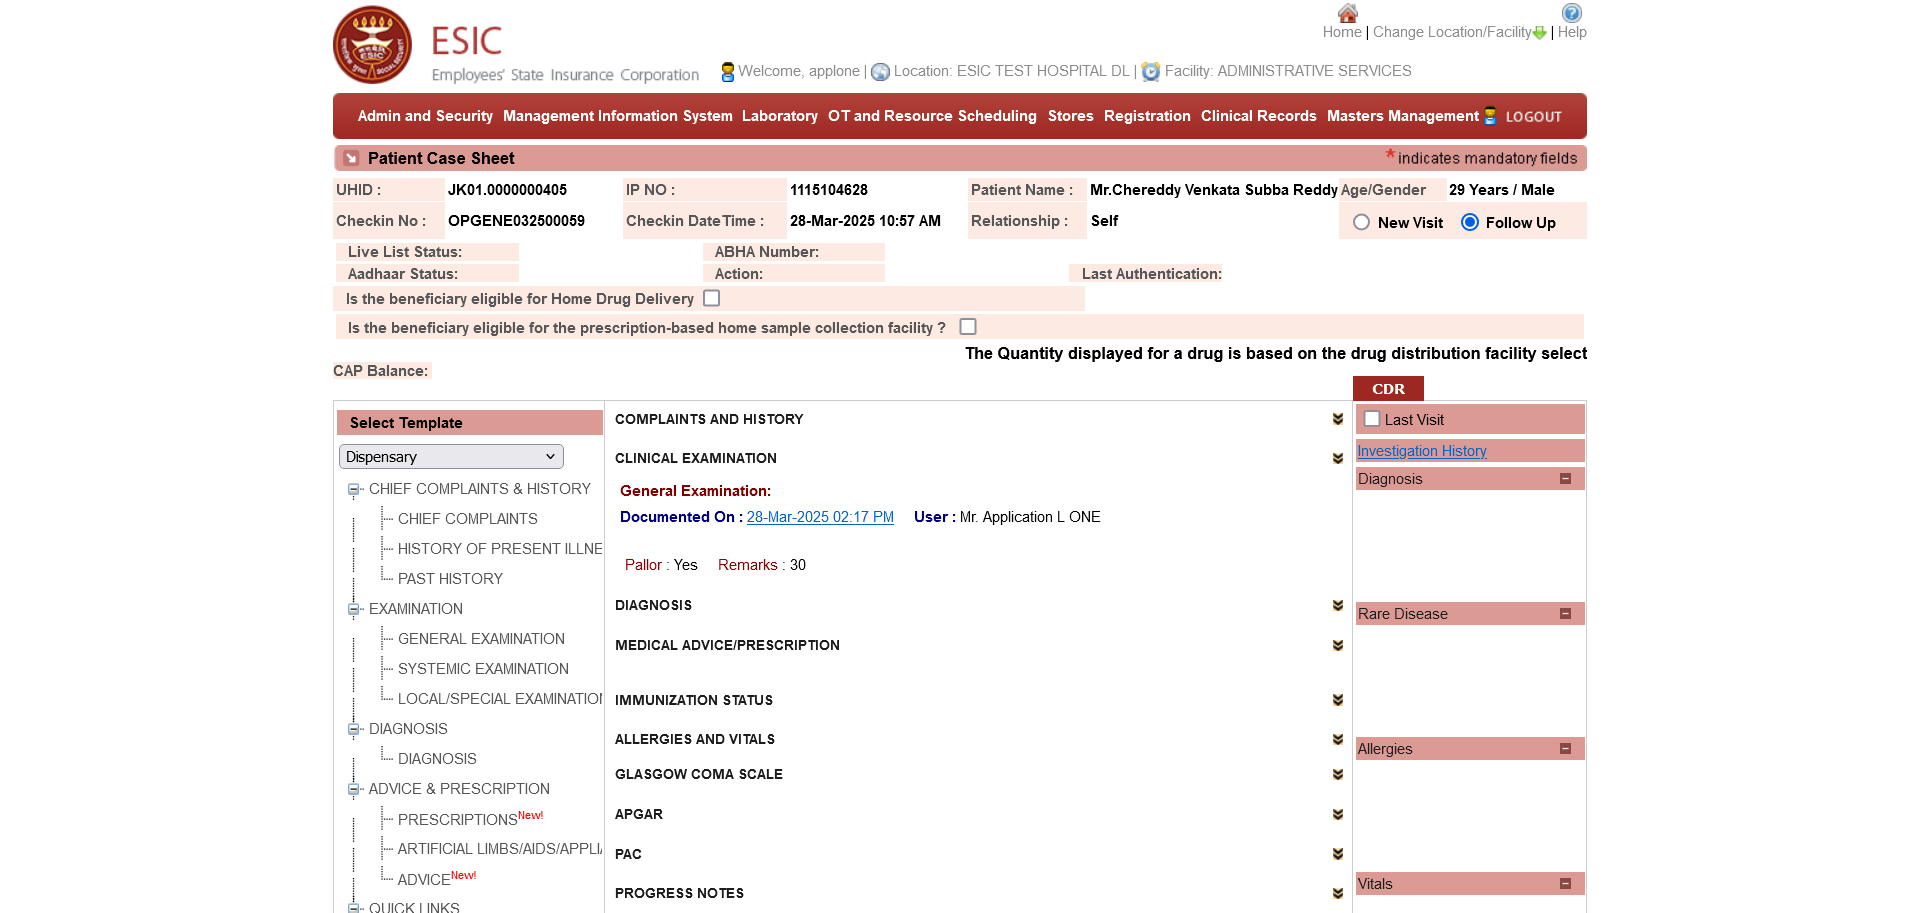 ESIC
Employees' State Insurance Corporation
Home | Change Location/Facility | Help
Welcome, applone | Location: ESIC TEST HOSPITAL DL | Facility: ADMINISTRATIVE SERVICES
Admin and Security Management Information System Laboratory OT and Resource Scheduling Stores Registration Clinical Records Masters Management LOGOUT
Patient Case Sheet * indicates mandatory fields
UHID : JK01.0000000405 IP NO : 1115104628 Patient Name : Mr.Chereddy Venkata Subba Reddy Age/Gender 29 Years / Male
Checkin No : OPGENE032500059 Checkin DateTime : 28-Mar-2025 10:57 AM Relationship : Self New Visit Follow Up
Live List Status: ABHA Number:
Aadhaar Status: Action: Last Authentication:
Is the beneficiary eligible for Home Drug Delivery
Is the beneficiary eligible for the prescription-based home sample collection facility ?
The Quantity displayed for a drug is based on the drug distribution facility select
CAP Balance:
CDR
Select Template
Dispensary
CHIEF COMPLAINTS & HISTORY
CHIEF COMPLAINTS
HISTORY OF PRESENT ILLNE
PAST HISTORY
EXAMINATION
GENERAL EXAMINATION
SYSTEMIC EXAMINATION
LOCAL/SPECIAL EXAMINATION
DIAGNOSIS
DIAGNOSIS
ADVICE & PRESCRIPTION
PRESCRIPTIONS New!
ARTIFICIAL LIMBS/AIDS/APPLI
ADVICE New!
QUICK LINKS
COMPLAINTS AND HISTORY
CLINICAL EXAMINATION
General Examination:
Documented On : 28-Mar-2025 02:17 PM User : Mr. Application L ONE
Pallor : Yes Remarks : 30
DIAGNOSIS
MEDICAL ADVICE/PRESCRIPTION
IMMUNIZATION STATUS
ALLERGIES AND VITALS
GLASGOW COMA SCALE
APGAR
PAC
PROGRESS NOTES
Last Visit
Investigation History
Diagnosis
Rare Disease
Allergies
Vitals